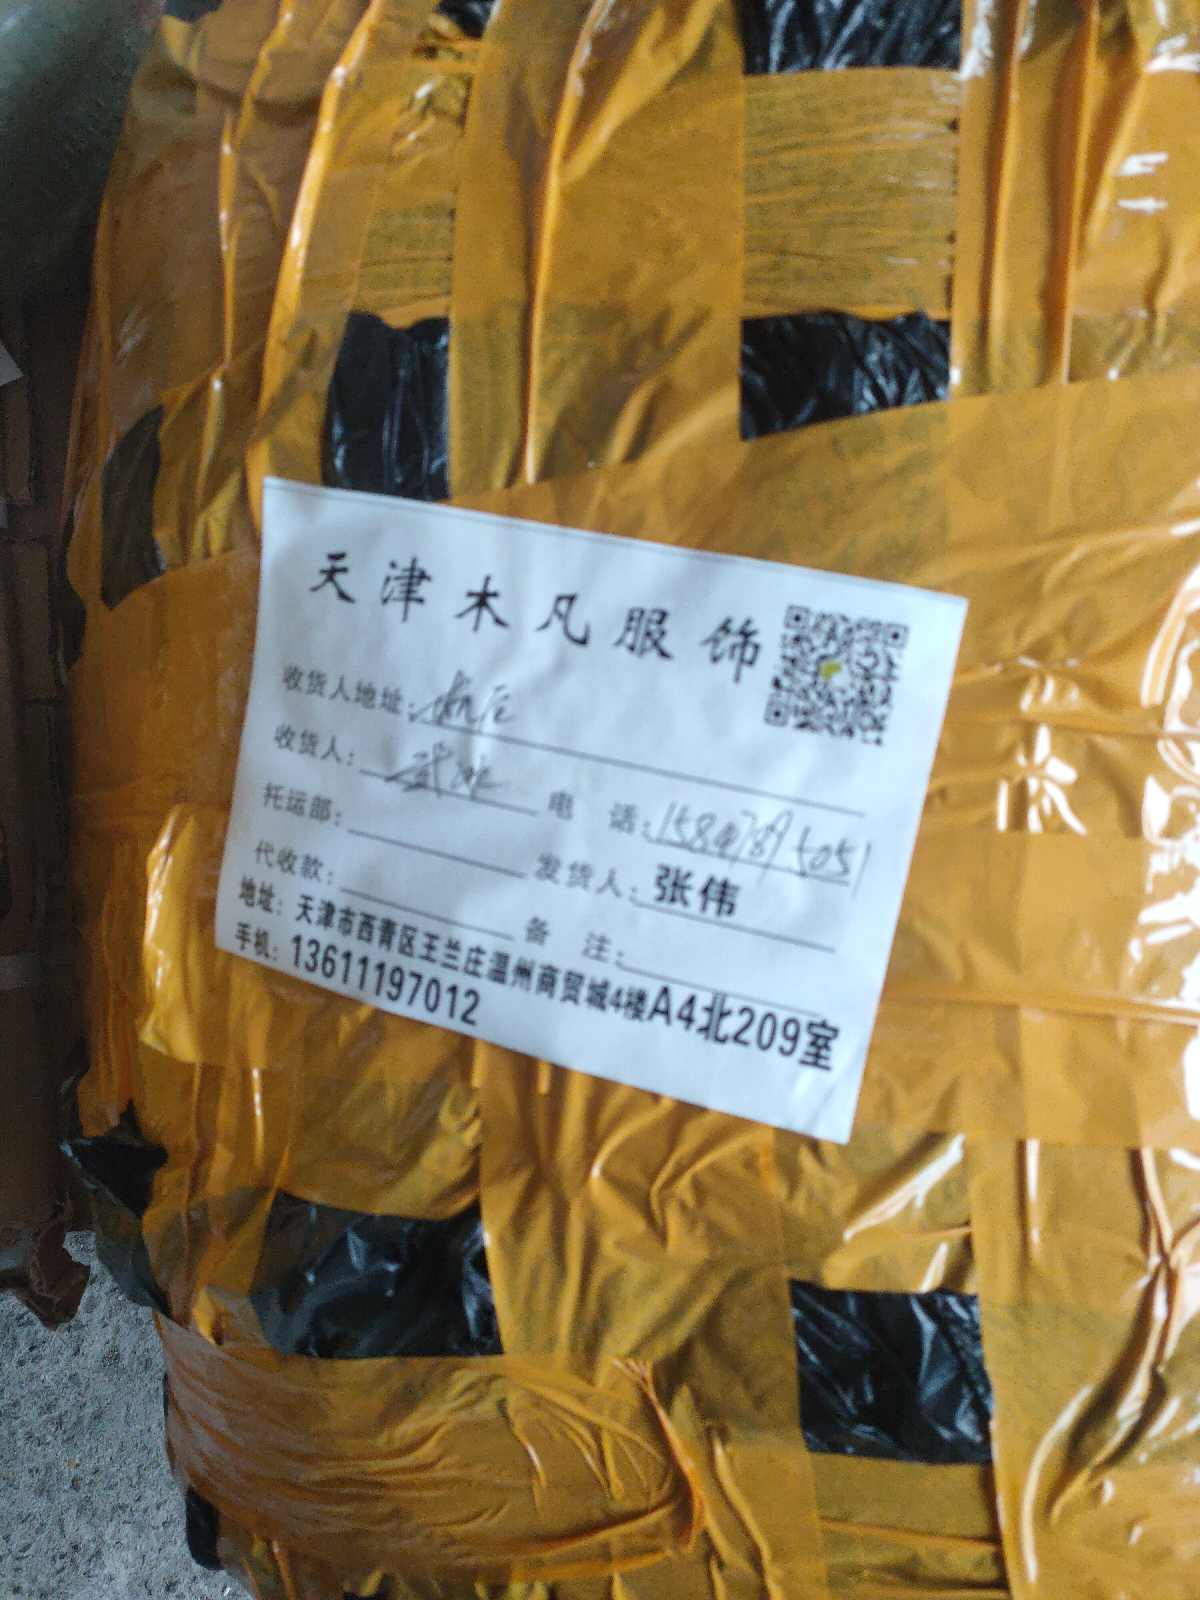 天津木凡服饰
收货人地址:杭后
收货人: 电 话:
托运部: 发货人:张伟
代收款: 备 注:
地址:天津市西青区王兰庄温州商贸城4楼A4北209室
手机:13611197012